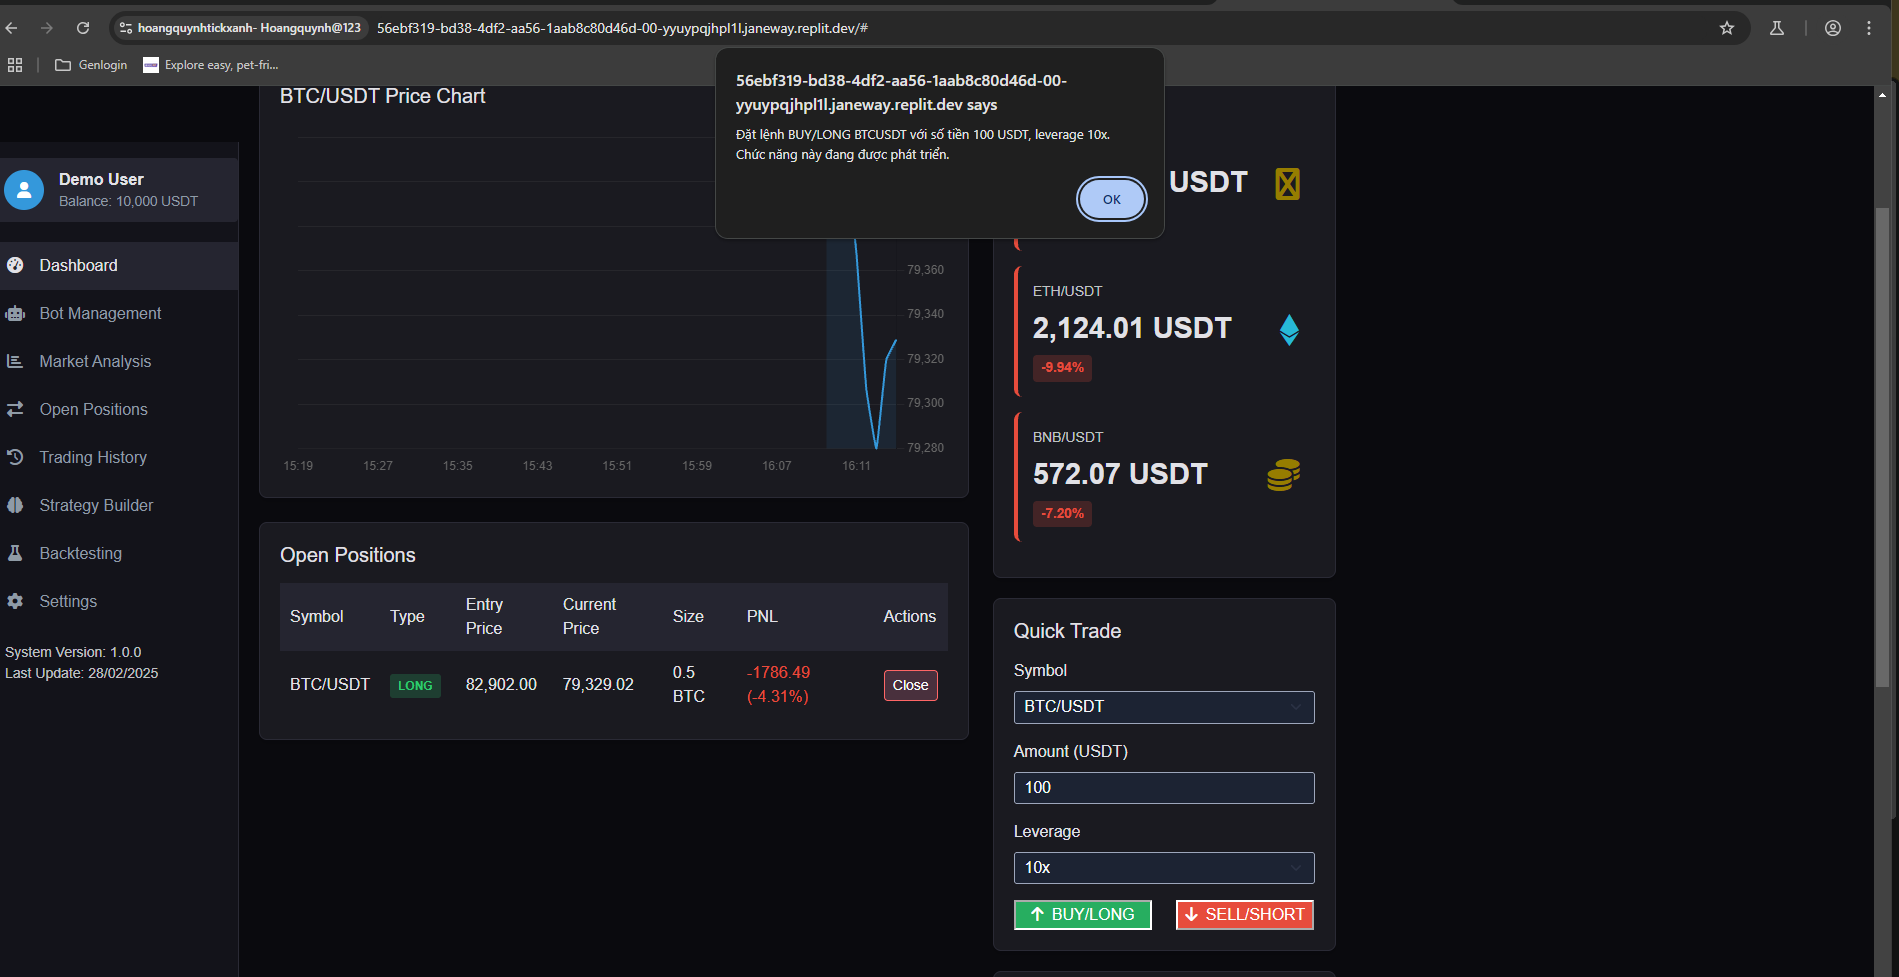 hoangquynhtickxanh- Hoangquynh@123
56ebf319-bd38-4df2-aa56-1aab8c80d46d-00-yyuypqjhpl1l.janeway.replit.dev/#
Genlogin
Explore easy, pet-fri...
56ebf319-bd38-4df2-aa56-1aab8c80d46d-00-
yyuypqjhpl1l.janeway.replit.dev says
Đặt lệnh BUY/LONG BTCUSDT với số tiền 100 USDT, leverage 10x.
Chức năng này đang được phát triển.
OK
Demo User
Balance: 10,000 USDT
Dashboard
Bot Management
Market Analysis
Open Positions
Trading History
Strategy Builder
Backtesting
Settings
System Version: 1.0.0
Last Update: 28/02/2025
BTC/USDT Price Chart
79,360
79,340
79,320
79,300
79,280
15:19 15:27 15:35 15:43 15:51 15:59 16:07 16:11
Open Positions
Symbol Type Entry Price Current Price Size PNL Actions
BTC/USDT LONG 82,902.00 79,329.02 0.5 BTC -1786.49 (-4.31%) Close
USDT
ETH/USDT
2,124.01 USDT
-9.94%
BNB/USDT
572.07 USDT
-7.20%
Quick Trade
Symbol
BTC/USDT
Amount (USDT)
100
Leverage
10x
BUY/LONG
SELL/SHORT